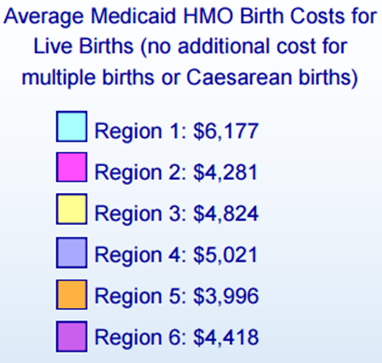 Average Medicaid HMO Birth Costs for
Live Births (no additional cost for
multiple births or Caesarean births)
Region 1: $6,177
Region 2: $4,281
Region 3: $4,824
Region 4: $5,021
Region 5: $3,996
Region 6: $4,418